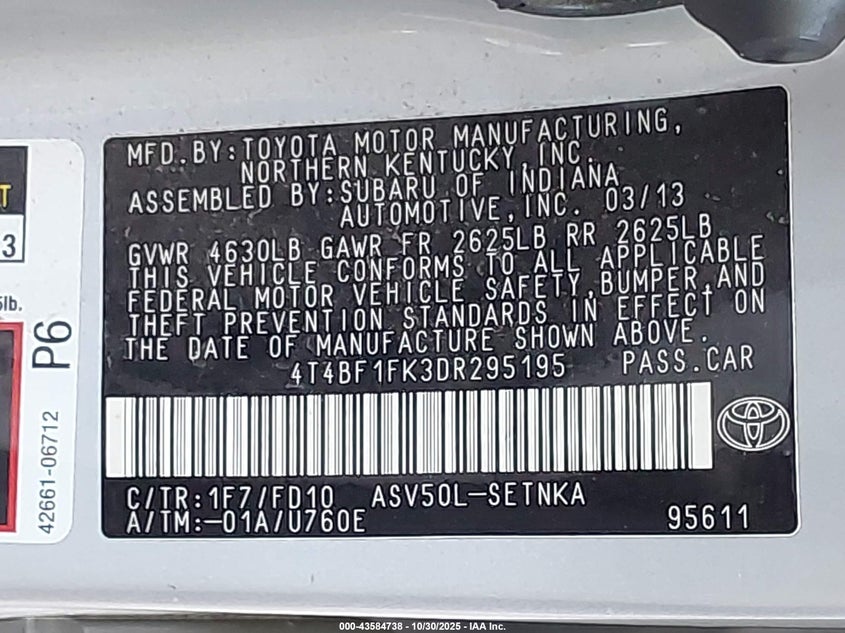 MFD.BY:TOYOTA MOTOR MANUFACTURING,
NORTHERN KENTUCKY,INC.
ASSEMBLED BY:SUBARU OF INDIANA
AUTOMOTIVE,INC. 03/13
GVWR 4630LB GAWR FR 2625LB RR 2625LB
THIS VEHICLE CONFORMS TO ALL APPLICABLE
FEDERAL MOTOR VEHICLE SAFETY,BUMPER,AND
THEFT PREVENTION STANDARDS IN EFFECT ON
THE DATE OF MANUFACTURE SHOWN ABOVE.
4T4BF1FK3DR295195 PASS.CAR
C/TR:1F7/FD10 ASV50L-SETNKA
A/TM:-01A/U760E 95611
T
3
lb.
P6
42661-06712
000-43584738 - 10/30/2025 - IAA Inc.